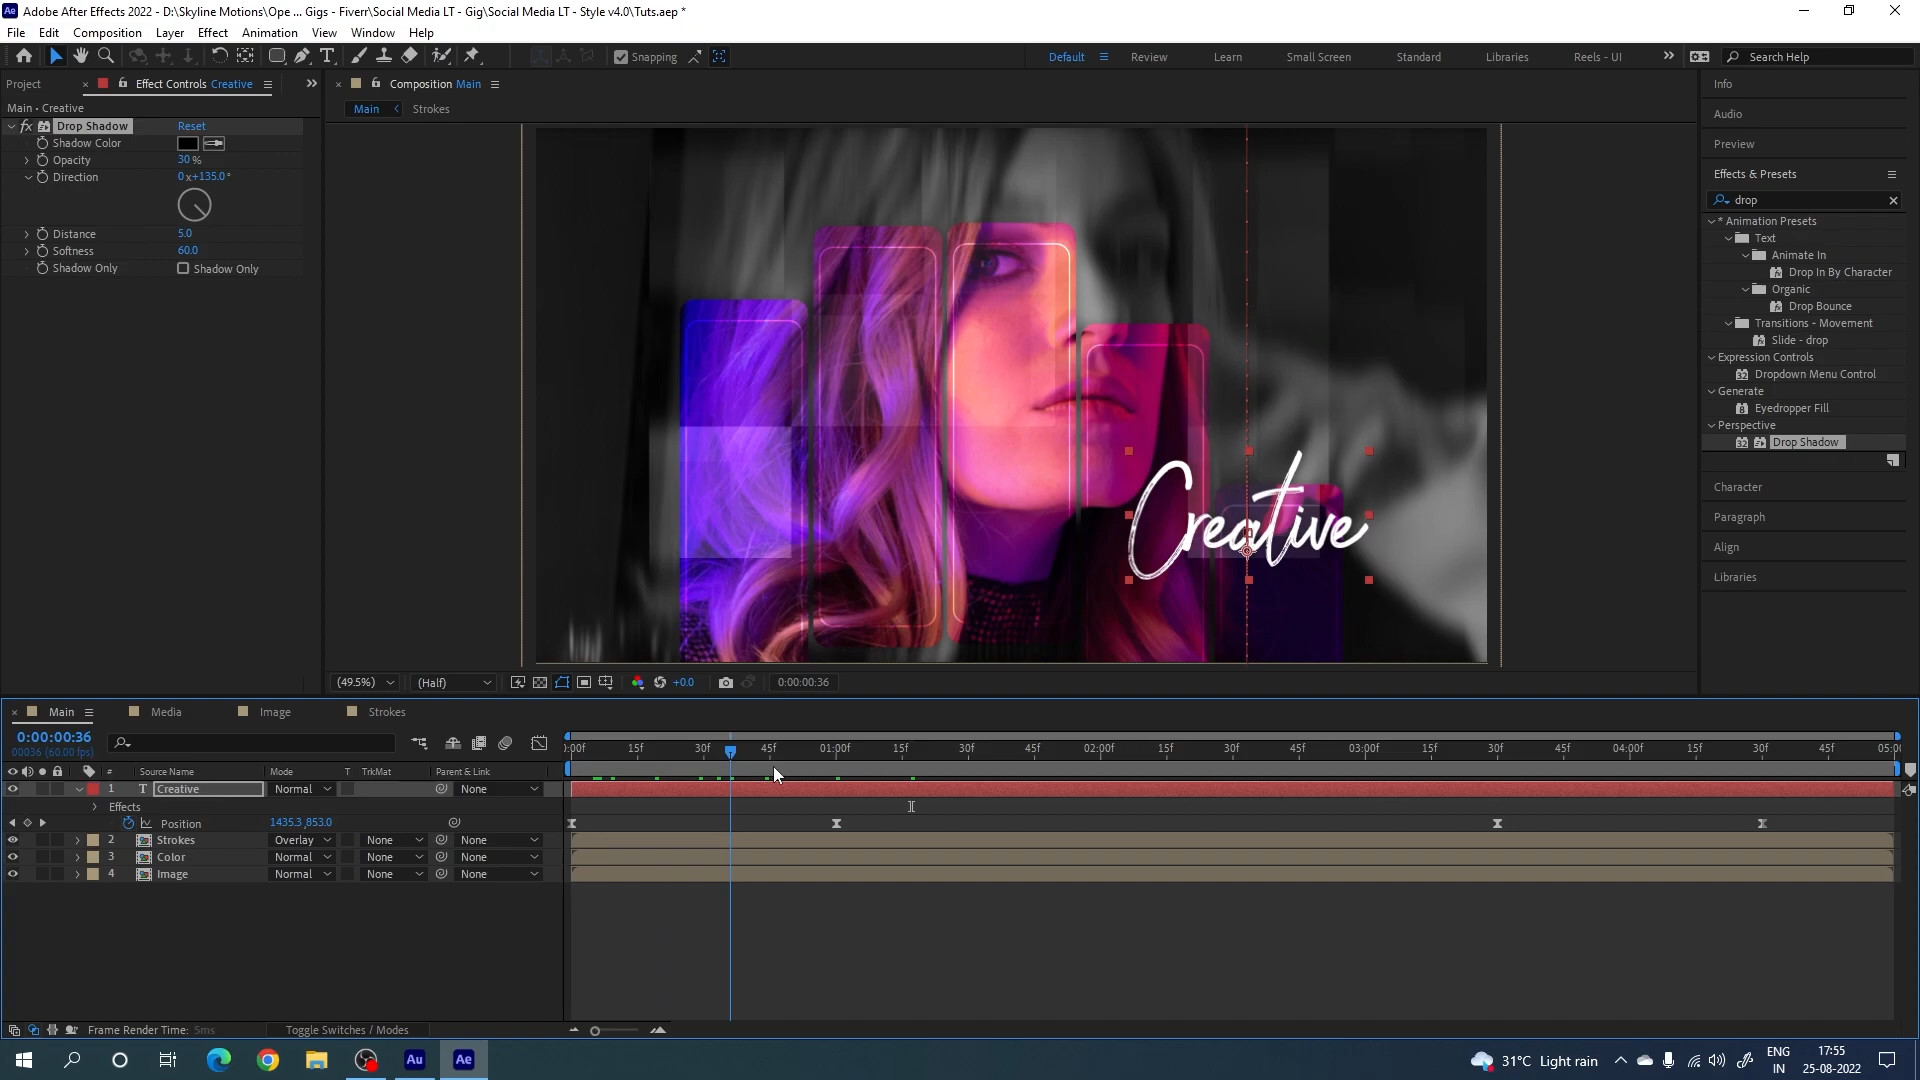 Adobe After Effects 2022 - D:\Skyline Motions\Ope ... Gigs - Fiverr\Social Media LT - Gig\Social Media LT - Style v4.0\Tuts.aep *
File Edit Composition Layer Effect Animation View Window Help
Snapping
Default Review Learn Small Screen Standard Libraries Reels - UI Search Help
Project Effect Controls Creative
Main • Creative
fx Drop Shadow Reset
Shadow Color
Opacity 30 %
Direction 0x+135.0°
Distance 5.0
Softness 60.0
Shadow Only Shadow Only
Composition Main
Main Strokes
Creative
(49.5%) (Half) +0.0 0:00:00:36
Info
Audio
Preview
Effects & Presets
drop
* Animation Presets
Text
Animate In
Drop In By Character
Organic
Drop Bounce
Transitions - Movement
Slide - drop
Expression Controls
Dropdown Menu Control
Generate
Eyedropper Fill
Perspective
Drop Shadow
Character
Paragraph
Align
Libraries
Main Media Image Strokes
0:00:00:36
00036 (60.00 fps)
:00f 15f 30f 45f 01:00f 15f 30f 45f 02:00f 15f 30f 45f 03:00f 15f 30f 45f 04:00f 15f 30f 45f 05:00
# Source Name Mode T TrkMat Parent & Link
1 T Creative Normal None
Effects
Position 1435.3,853.0
2 Strokes Overlay None None
3 Color Normal None None
4 Image Normal None None
Frame Render Time: 5ms Toggle Switches / Modes
Au Ae
31°C Light rain
ENG
IN
17:55
25-08-2022